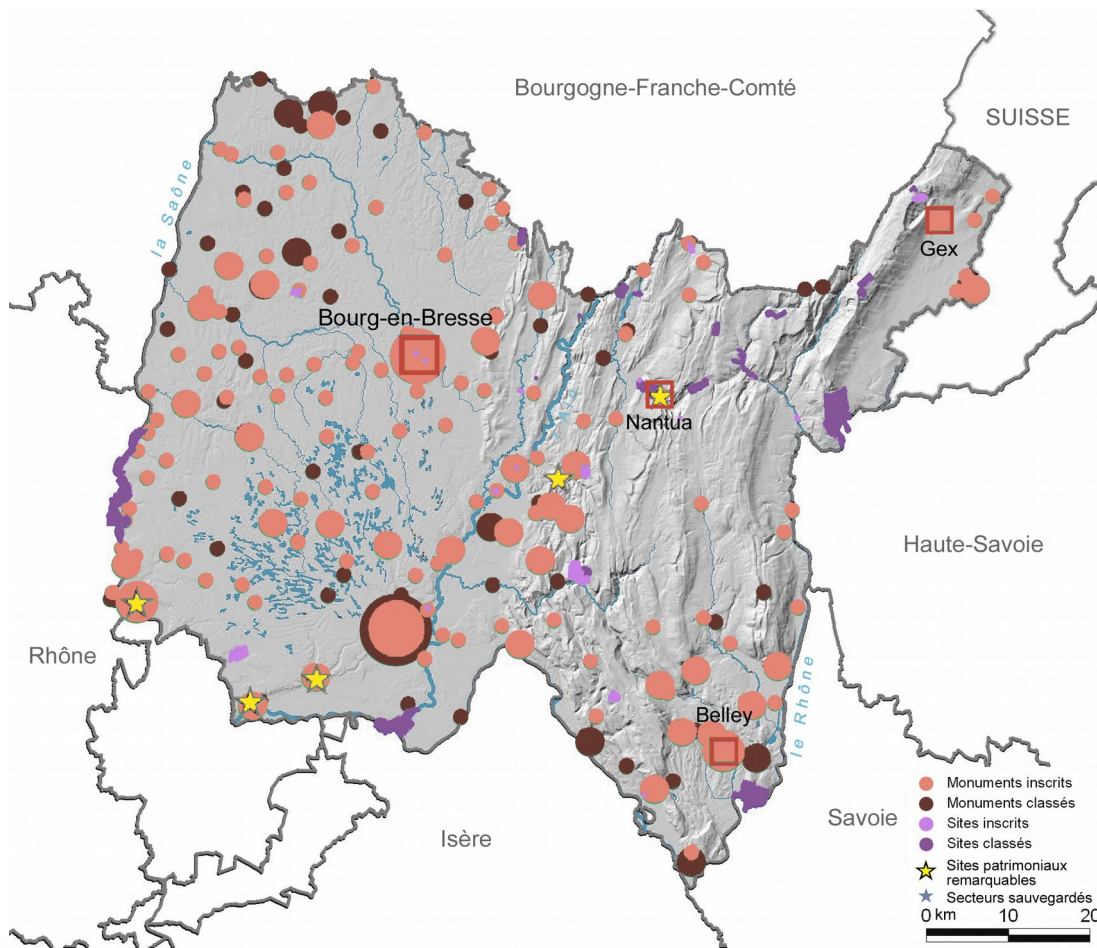 Bourgogne-Franche-Comté
SUISSE
la Saône
Gex
Bourg-en-Bresse
Nantua
Haute-Savoie
Rhône
le Rhône
Belley
Isère
Savoie
Monuments inscrits
Monuments classés
Sites inscrits
Sites classés
Sites patrimoniaux
remarquables
Secteurs sauvegardés
0 km 10 20